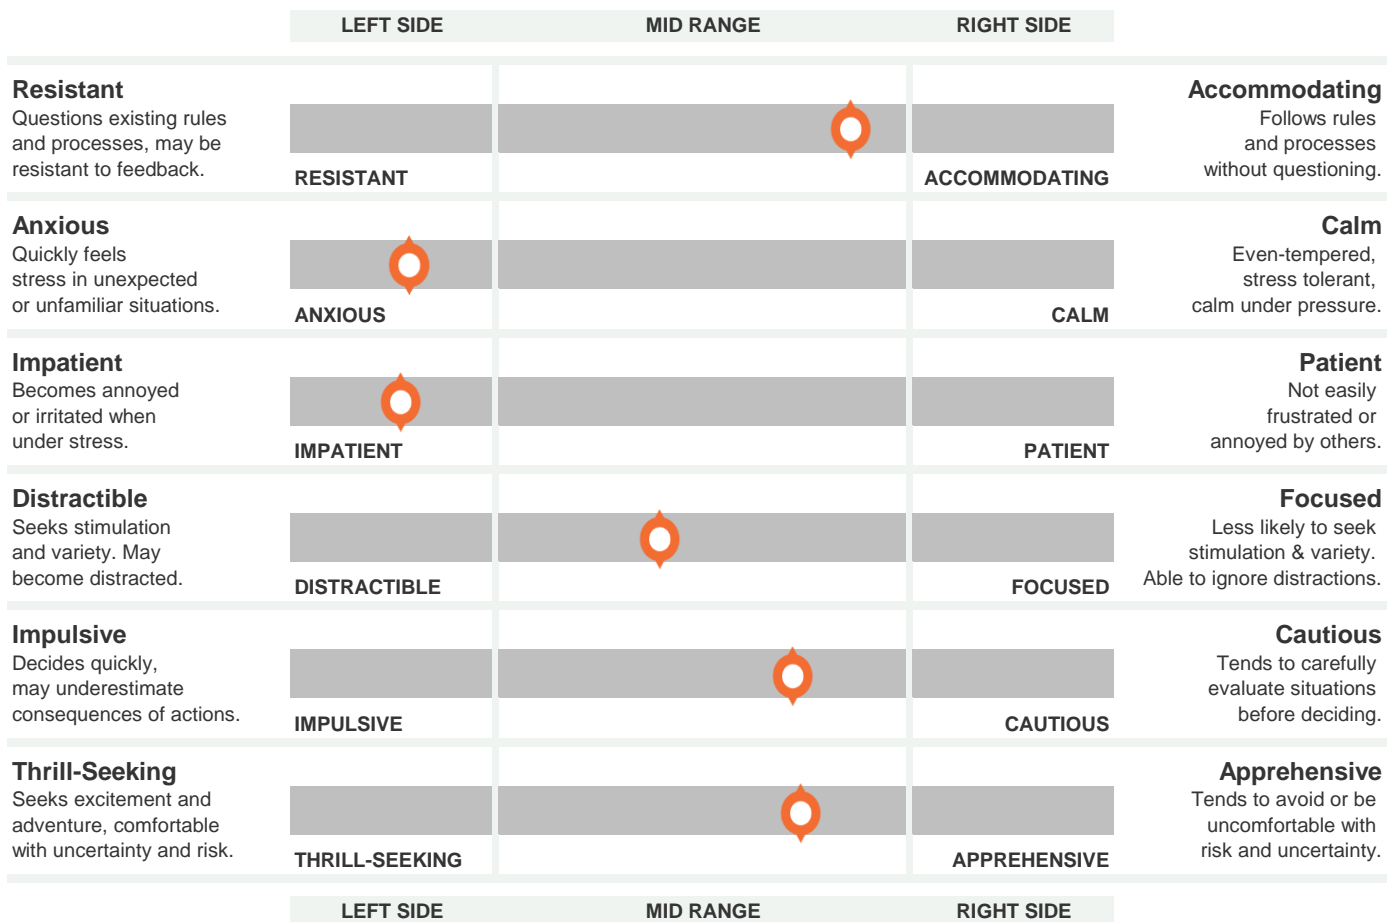 LEFT SIDE MID RANGE RIGHT SIDE
Resistant
Questions existing rules
and processes, may be
resistant to feedback.
RESISTANT
ACCOMMODATING
Accommodating
Follows rules
and processes
without questioning.
Anxious
Quickly feels
stress in unexpected
or unfamiliar situations.
ANXIOUS
CALM
Calm
Even-tempered,
stress tolerant,
calm under pressure.
Impatient
Becomes annoyed
or irritated when
under stress.
IMPATIENT
PATIENT
Patient
Not easily
frustrated or
annoyed by others.
Distractible
Seeks stimulation
and variety. May
become distracted.
DISTRACTIBLE
FOCUSED
Focused
Less likely to seek
stimulation & variety.
Able to ignore distractions.
Impulsive
Decides quickly,
may underestimate
consequences of actions.
IMPULSIVE
CAUTIOUS
Cautious
Tends to carefully
evaluate situations
before deciding.
Thrill-Seeking
Seeks excitement and
adventure, comfortable
with uncertainty and risk.
THRILL-SEEKING
APPREHENSIVE
Apprehensive
Tends to avoid or be
uncomfortable with
risk and uncertainty.
LEFT SIDE MID RANGE RIGHT SIDE